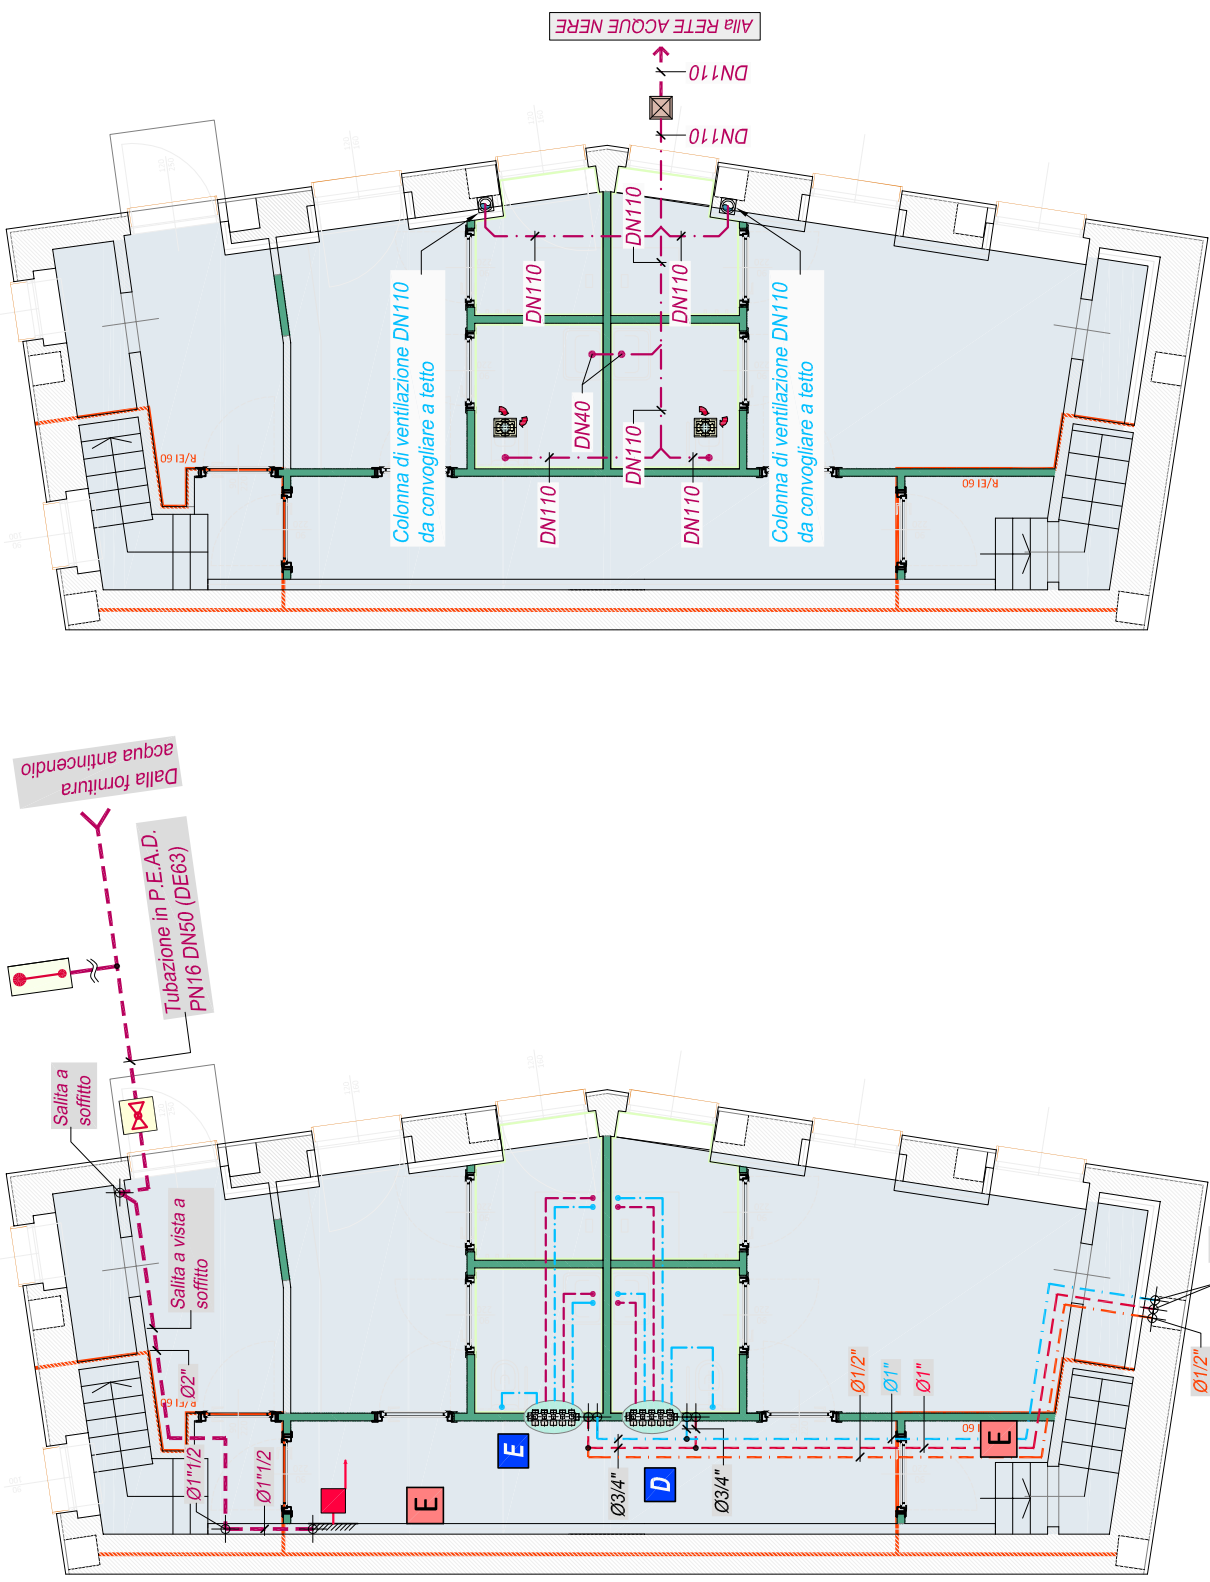 Alla RETE ACQUE NERE
DN110
DN110
DN110
DN110
DN110
Colonna di ventilazione DN110
da convogliare a tetto
Colonna di ventilazione DN110
da convogliare a tetto
DN40
DN110
DN110
DN110
R/EI 60
R/EI 60
Dalla fornitura
acqua antincendio
Tubazione in P.E.A.D.
PN16 DN50 (DE63)
Salita a
soffitto
Salita a vista a
soffitto
Ø2"
R/EI 60
Ø1"1/2
Ø1"1/2
E
E
D
Ø3/4"
Ø3/4"
Ø1/2"
Ø1"
Ø1"
E
60
Ø1/2"